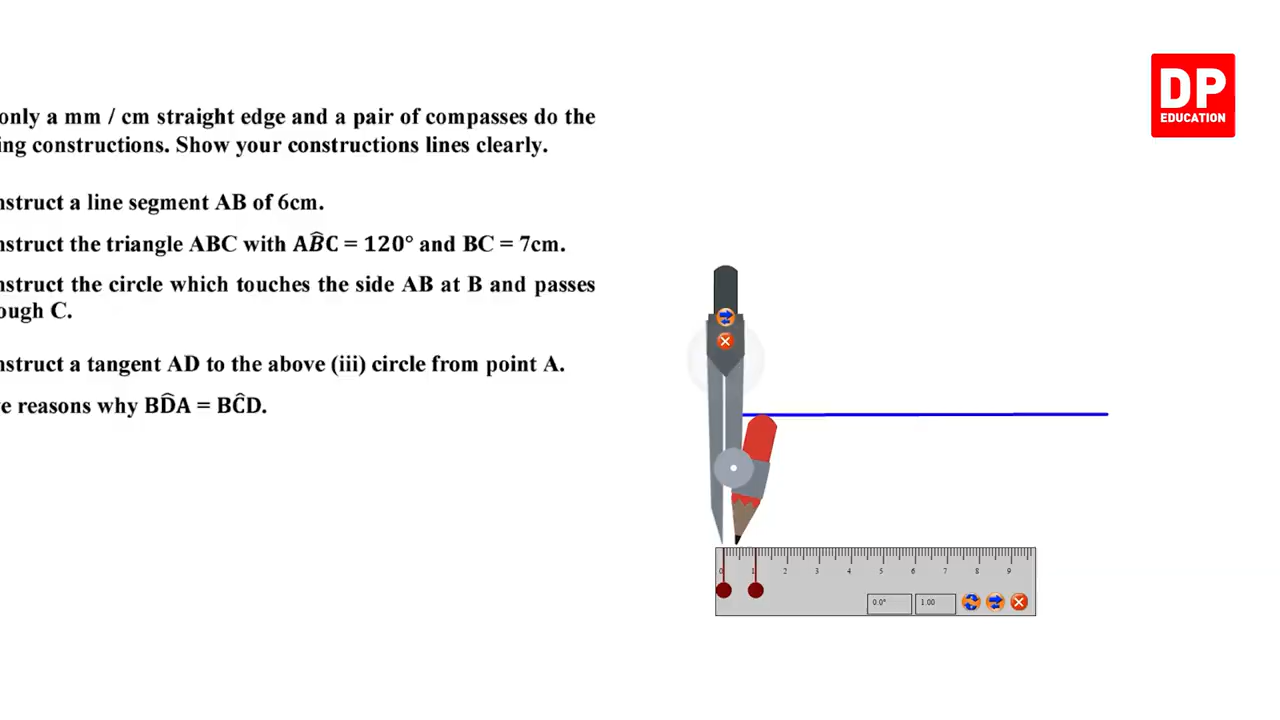 only a mm / cm straight edge and a pair of compasses do the
ing constructions. Show your constructions lines clearly.
nstruct a line segment AB of 6cm.
nstruct the triangle ABC with AB̂C = 120° and BC = 7cm.
nstruct the circle which touches the side AB at B and passes
ough C.
nstruct a tangent AD to the above (iii) circle from point A.
e reasons why BD̂A = BĈD.
DP
EDUCATION
0 1 2 3 4 5 6 7 8 9
0.0° 1.00